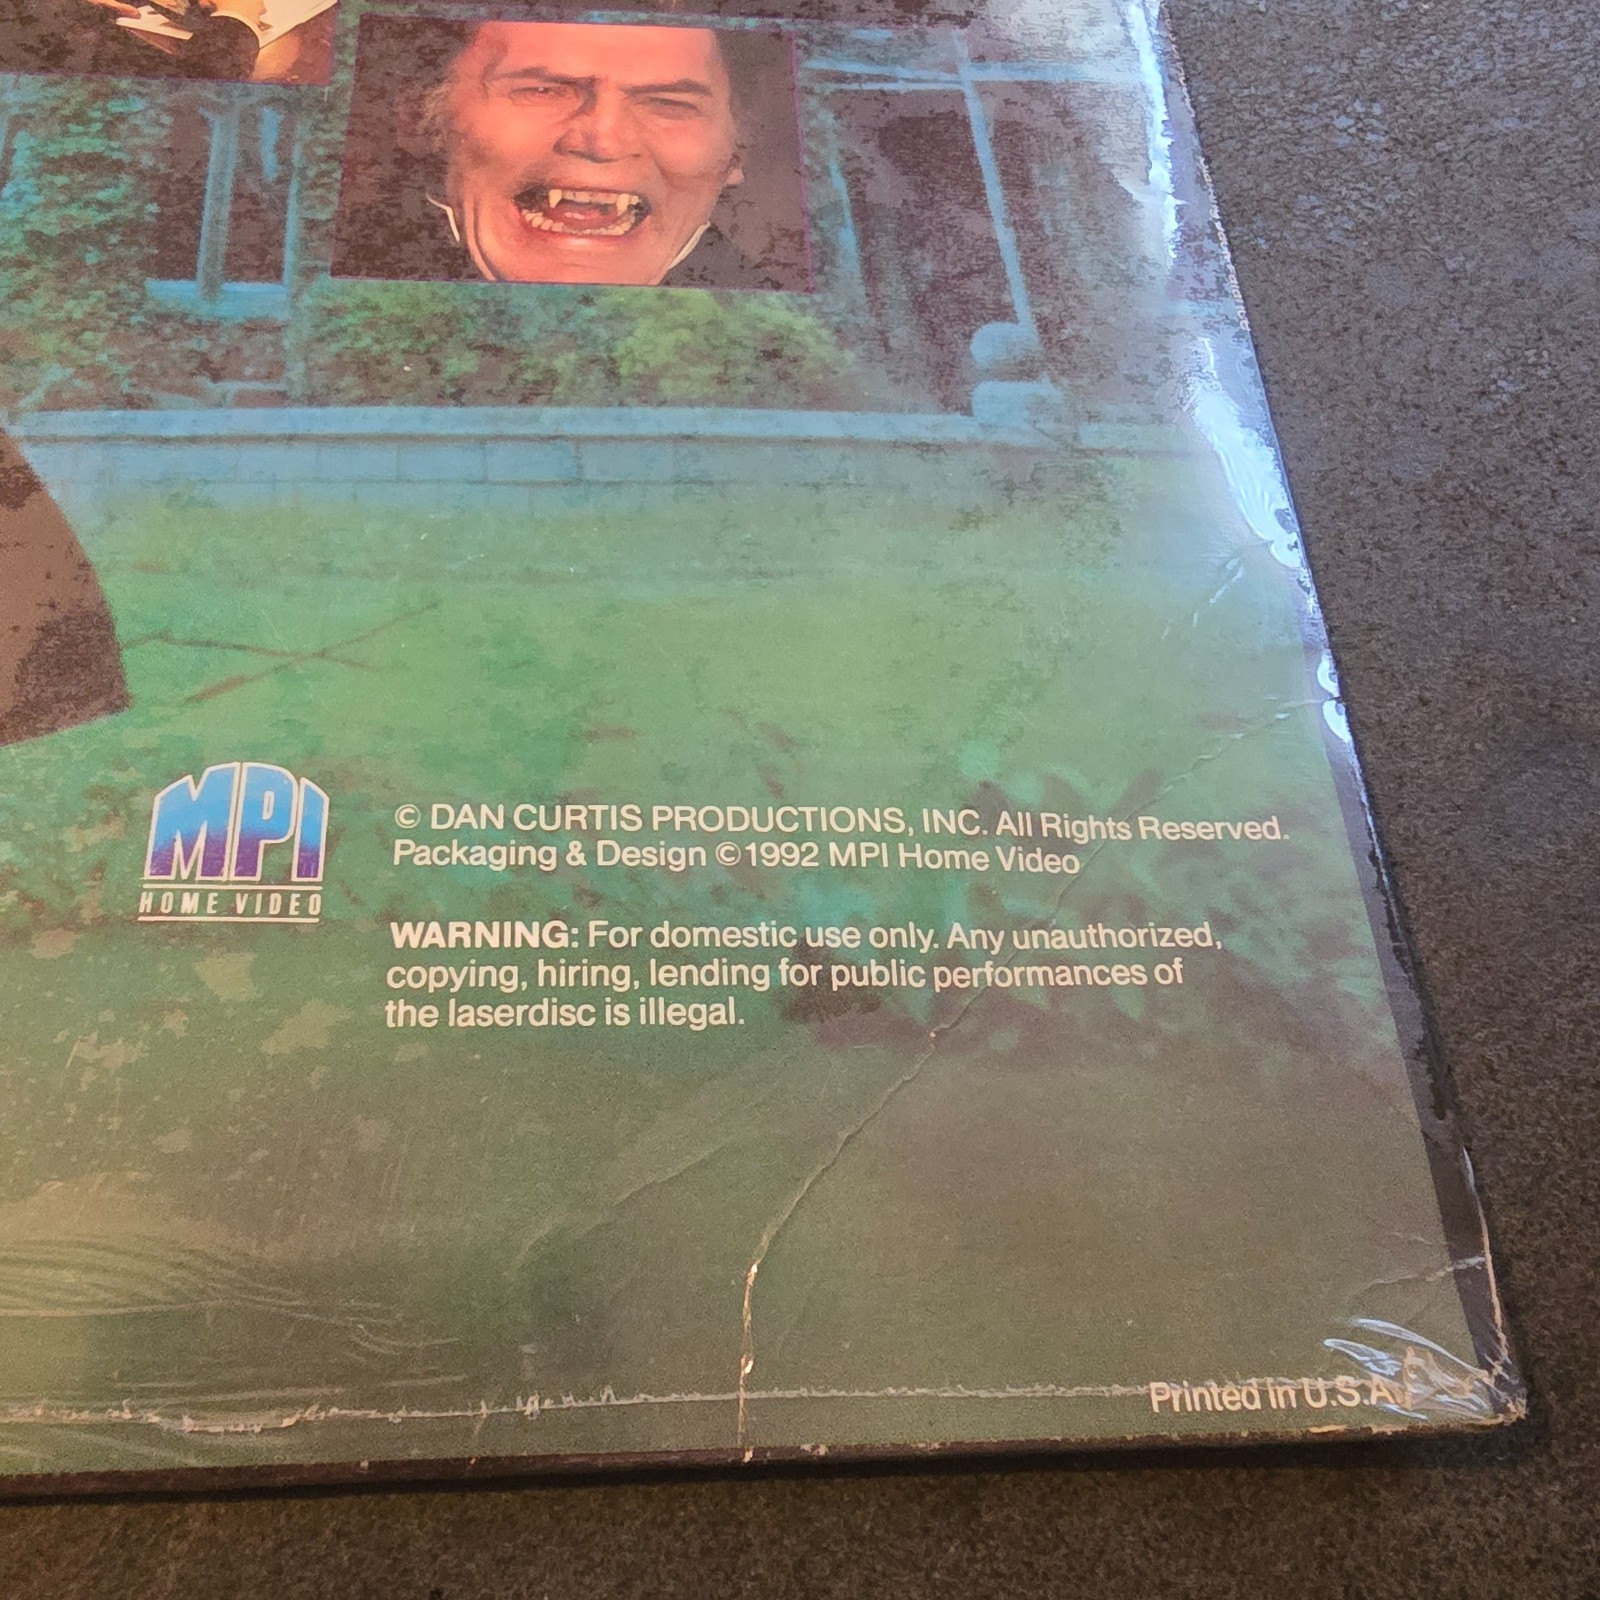 MPI
HOME VIDEO
© DAN CURTIS PRODUCTIONS, INC. All Rights Reserved.
Packaging & Design ©1992 MPI Home Video
WARNING: For domestic use only. Any unauthorized,
copying, hiring, lending for public performances of
the laserdisc is illegal.
Printed in U.S.A.